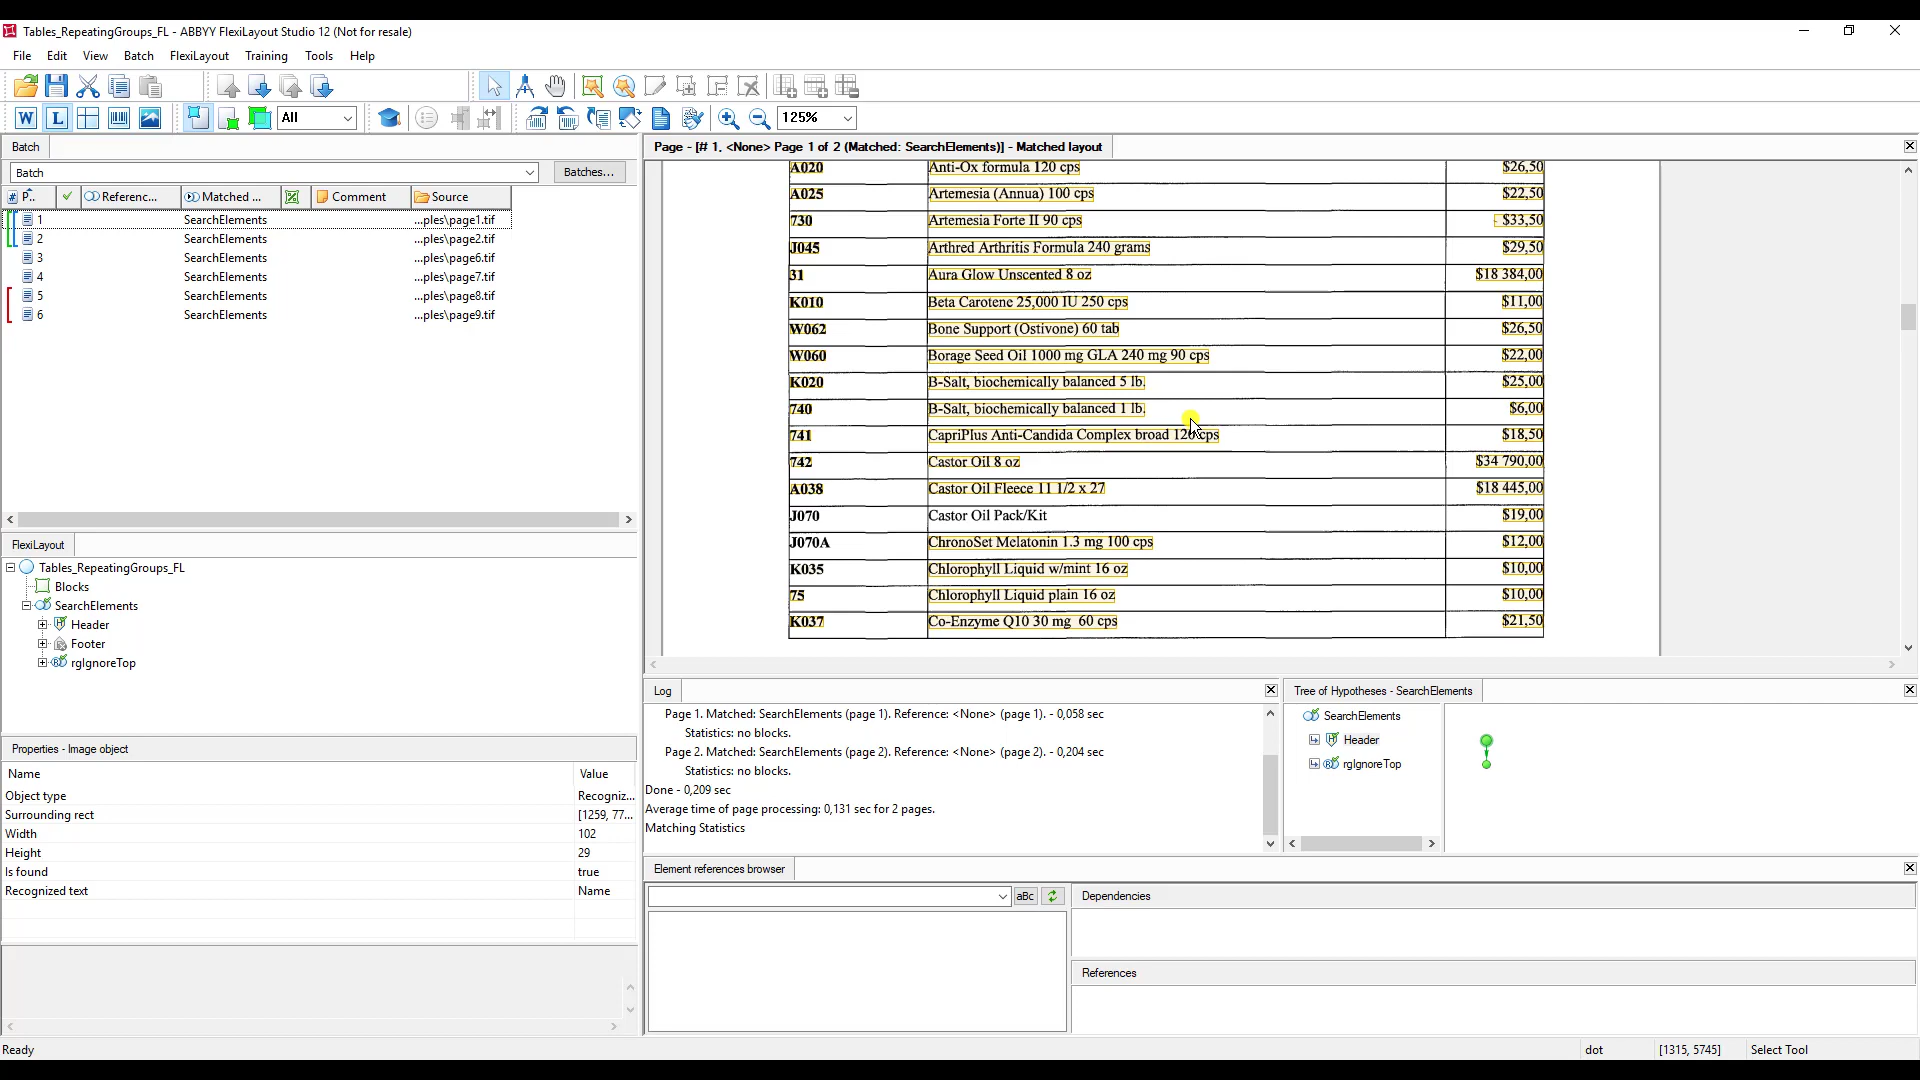 Tables_RepeatingGroups_FL - ABBYY FlexiLayout Studio 12 (Not for resale)
File Edit View Batch FlexiLayout Training Tools Help
W L All 125%
Batch
Batch Batches...
# P.. Referenc... Matched ... Comment Source
1 SearchElements ...ples\page1.tif
2 SearchElements ...ples\page2.tif
3 SearchElements ...ples\page6.tif
4 SearchElements ...ples\page7.tif
5 SearchElements ...ples\page8.tif
6 SearchElements ...ples\page9.tif
FlexiLayout
Tables_RepeatingGroups_FL
Blocks
SearchElements
Header
Footer
rgIgnoreTop
Properties - Image object
Name Value
Object type Recogniz...
Surrounding rect [1259, 77...
Width 102
Height 29
Is found true
Recognized text Name
Page - [# 1, <None> Page 1 of 2 (Matched: SearchElements)] - Matched layout
A020 Anti-Ox formula 120 cps $26,50
A025 Artemesia (Annua) 100 cps $22,50
730 Artemesia Forte II 90 cps $33,50
J045 Arthred Arthritis Formula 240 grams $29,50
31 Aura Glow Unscented 8 oz $18 384,00
K010 Beta Carotene 25,000 IU 250 cps $11,00
W062 Bone Support (Ostivone) 60 tab $26,50
W060 Borage Seed Oil 1000 mg GLA 240 mg 90 cps $22,00
K020 B-Salt, biochemically balanced 5 lb. $25,00
740 B-Salt, biochemically balanced 1 lb. $6,00
741 CapriPlus Anti-Candida Complex broad 120 cps $18,50
742 Castor Oil 8 oz $34 790,00
A038 Castor Oil Fleece 11 1/2 x 27 $18 445,00
J070 Castor Oil Pack/Kit $19,00
J070A ChronoSet Melatonin 1.3 mg 100 cps $12,00
K035 Chlorophyll Liquid w/mint 16 oz $10,00
75 Chlorophyll Liquid plain 16 oz $10,00
K037 Co-Enzyme Q10 30 mg 60 cps $21,50
Log
Page 1. Matched: SearchElements (page 1). Reference: <None> (page 1). - 0,058 sec
Statistics: no blocks.
Page 2. Matched: SearchElements (page 2). Reference: <None> (page 2). - 0,204 sec
Statistics: no blocks.
Done - 0,209 sec
Average time of page processing: 0,131 sec for 2 pages.
Matching Statistics
Tree of Hypotheses - SearchElements
SearchElements
Header
rgIgnoreTop
Element references browser
aBc
Dependencies
References
Ready dot [1315, 5745] Select Tool